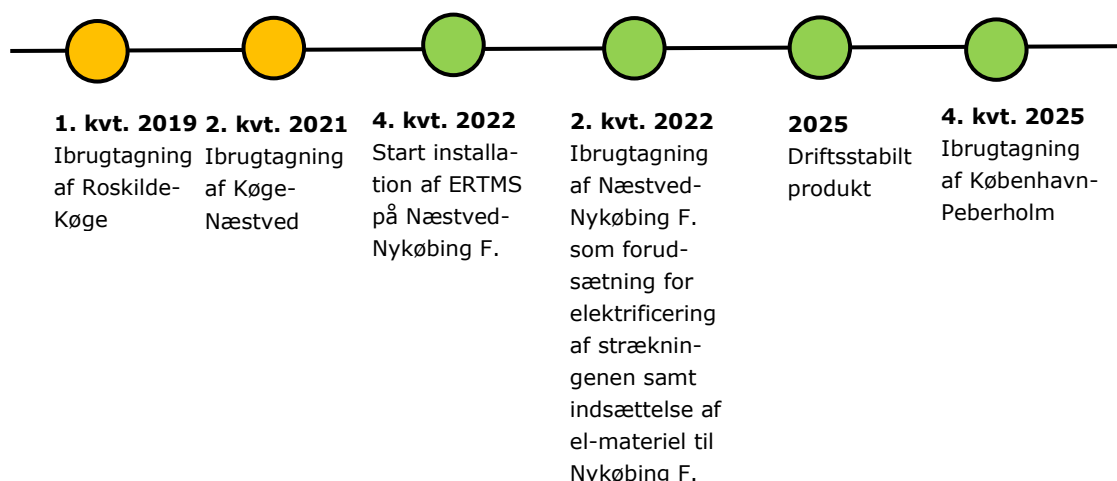 1. kvt. 2019
Ibrugtagning
af Roskilde-
Køge
2. kvt. 2021
Ibrugtagning
af Køge-
Næstved
4. kvt. 2022
Start installa-
tion af ERTMS
på Næstved-
Nykøbing F.
2. kvt. 2022
Ibrugtagning
af Næstved-
Nykøbing F.
som forud-
sætning for
elektrificering
af stræknin-
genen samt
indsættelse af
el-materiel til
Nykøbing F.
2025
Driftsstabilt
produkt
4. kvt. 2025
Ibrugtagning
af København-
Peberholm